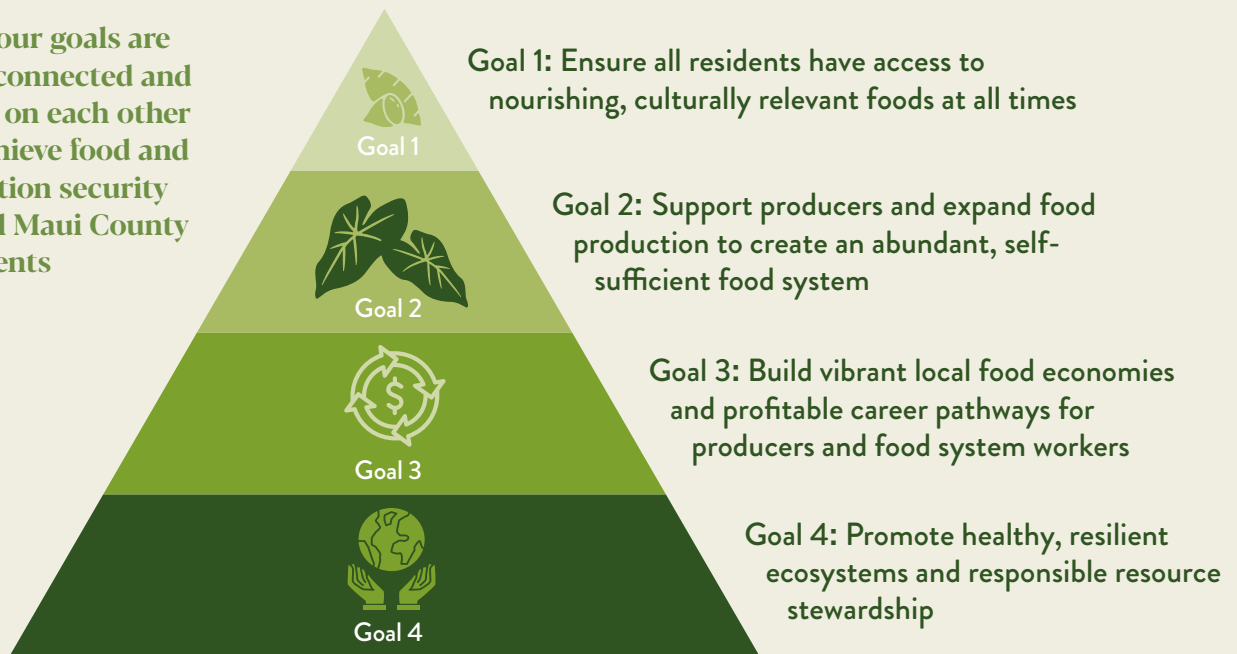 our goals are
connected and
on each other
hieve food and
tion security
Maui County
ents
Goal 1
Goal 1: Ensure all residents have access to
nourishing, culturally relevant foods at all times
Goal 2
Goal 2: Support producers and expand food
production to create an abundant, self-
sufficient food system
$
Goal 3
Goal 3: Build vibrant local food economies
and profitable career pathways for
producers and food system workers
Goal 4
Goal 4: Promote healthy, resilient
ecosystems and responsible resource
stewardship